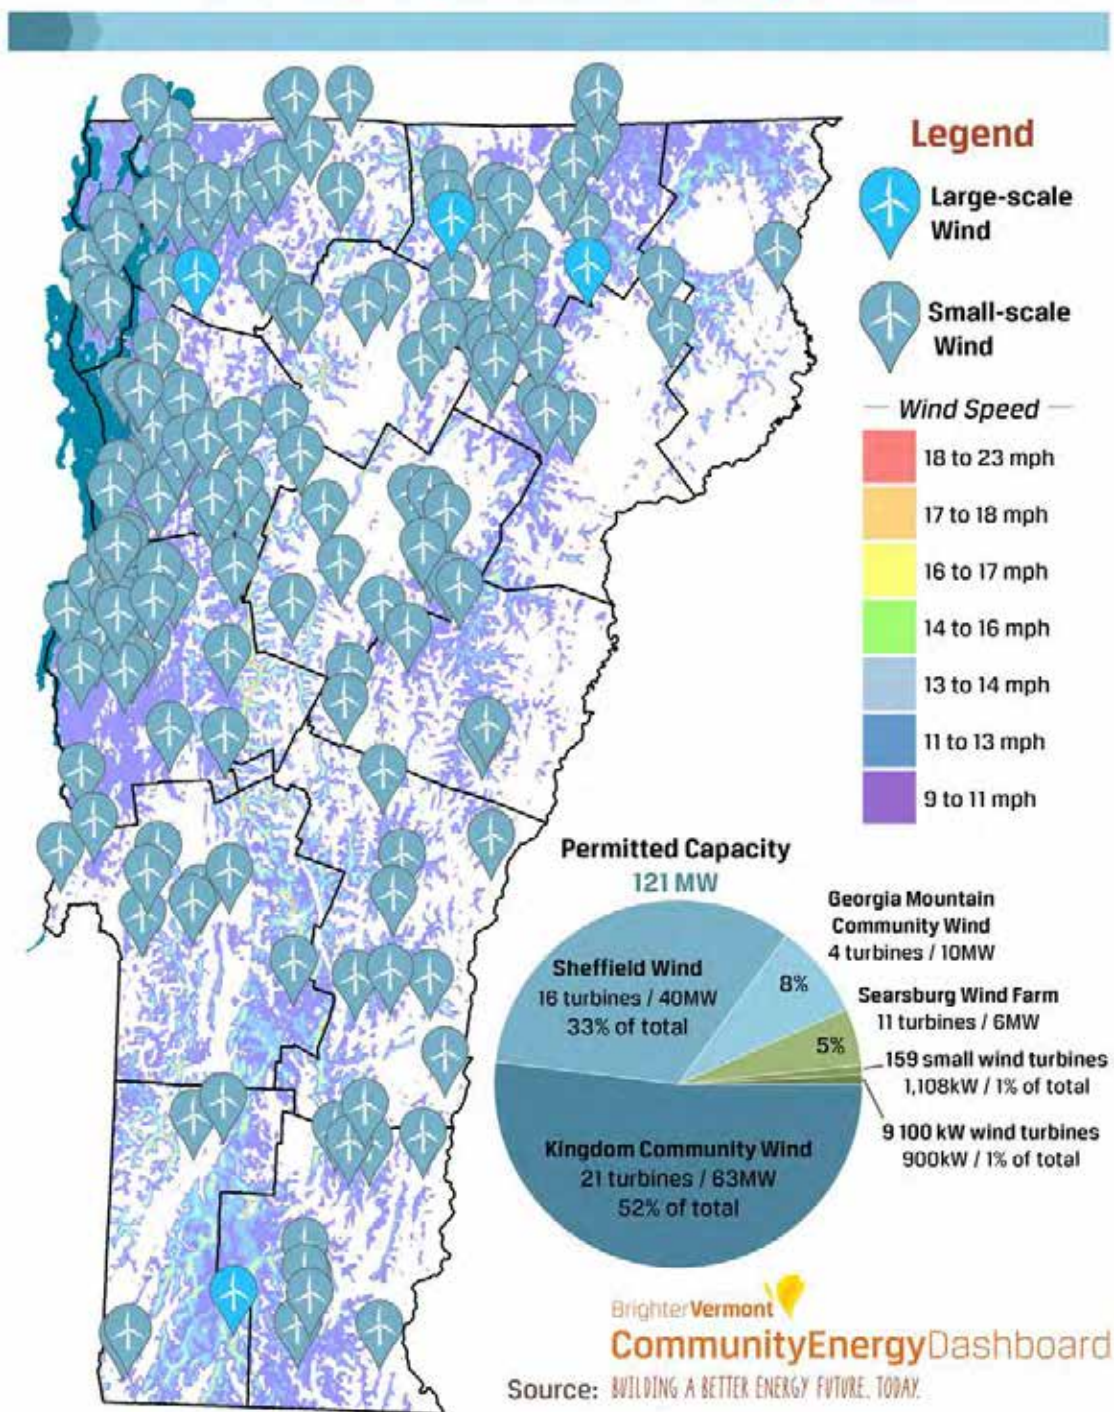 Legend
Large-scale
Wind
Small-scale
Wind
Wind Speed
18 to 23 mph
17 to 18 mph
16 to 17 mph
14 to 16 mph
13 to 14 mph
11 to 13 mph
9 to 11 mph
Permitted Capacity
121 MW
Georgia Mountain
Community Wind
4 turbines / 10MW
8%
Sheffield Wind
16 turbines / 40MW
33% of total
Searsburg Wind Farm
11 turbines / 6MW
5%
159 small wind turbines
1,108kW / 1% of total
9 100 kW wind turbines
900kW / 1% of total
Kingdom Community Wind
21 turbines / 63MW
52% of total
BrighterVermont
CommunityEnergyDashboard
Source: BUILDING A BETTER ENERGY FUTURE. TODAY.